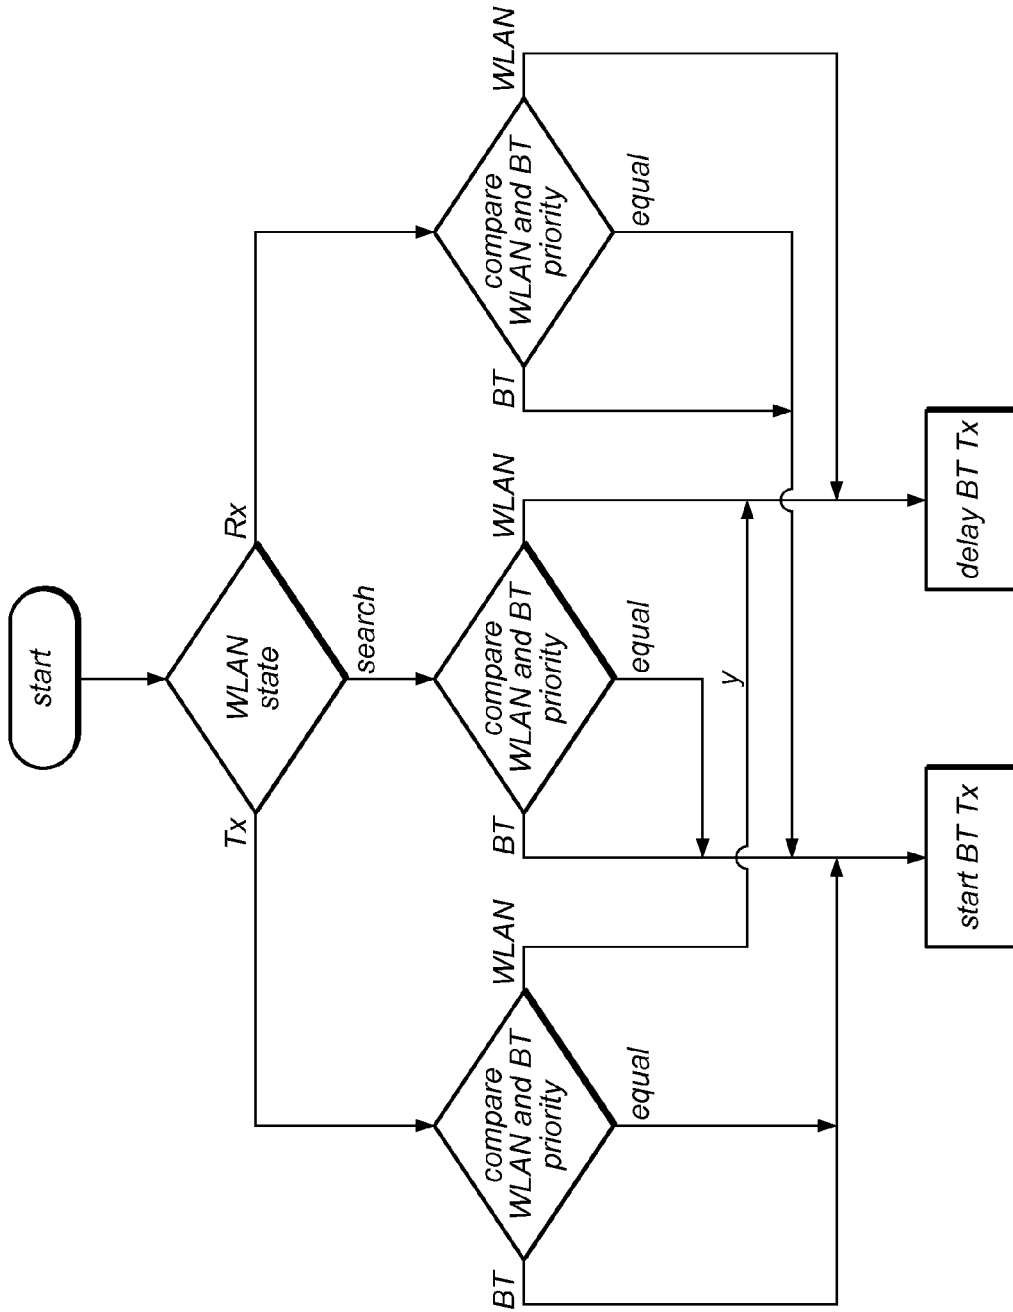 start
WLAN
state
Tx
search
Rx
BT
compare
WLAN and BT
priority
WLAN
equal
BT
compare
WLAN and BT
priority
WLAN
equal
BT
compare
WLAN and BT
priority
WLAN
equal
y
start BT Tx
delay BT Tx